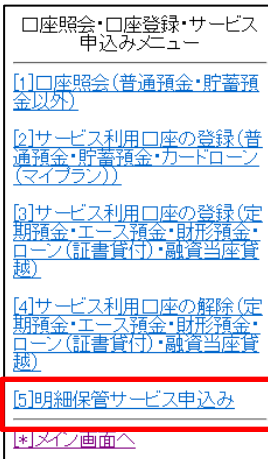 口座照会・口座登録・サービス
申込みメニュー
[1]口座照会(普通預金・貯蓄預
金以外)
[2]サービス利用口座の登録(普
通預金・貯蓄預金・カードローン
(マイプラン))
[3]サービス利用口座の登録(定
期預金・エース預金・財形預金・
ローン(証書貸付)・融資当座貸
越)
[4]サービス利用口座の解除(定
期預金・エース預金・財形預金・
ローン(証書貸付)・融資当座貸
越)
[5]明細保管サービス申込み
[*]メイン画面へ